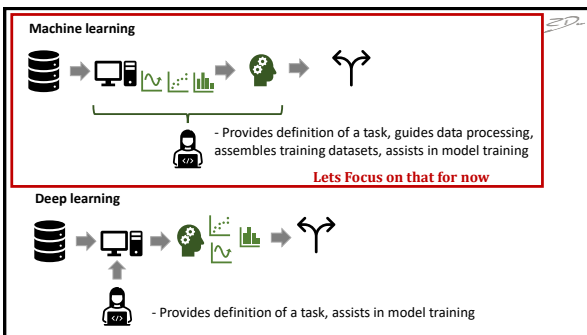 Machine learning
- Provides definition of a task, guides data processing,
assembles training datasets, assists in model training
Lets Focus on that for now
Deep learning
- Provides definition of a task, assists in model training